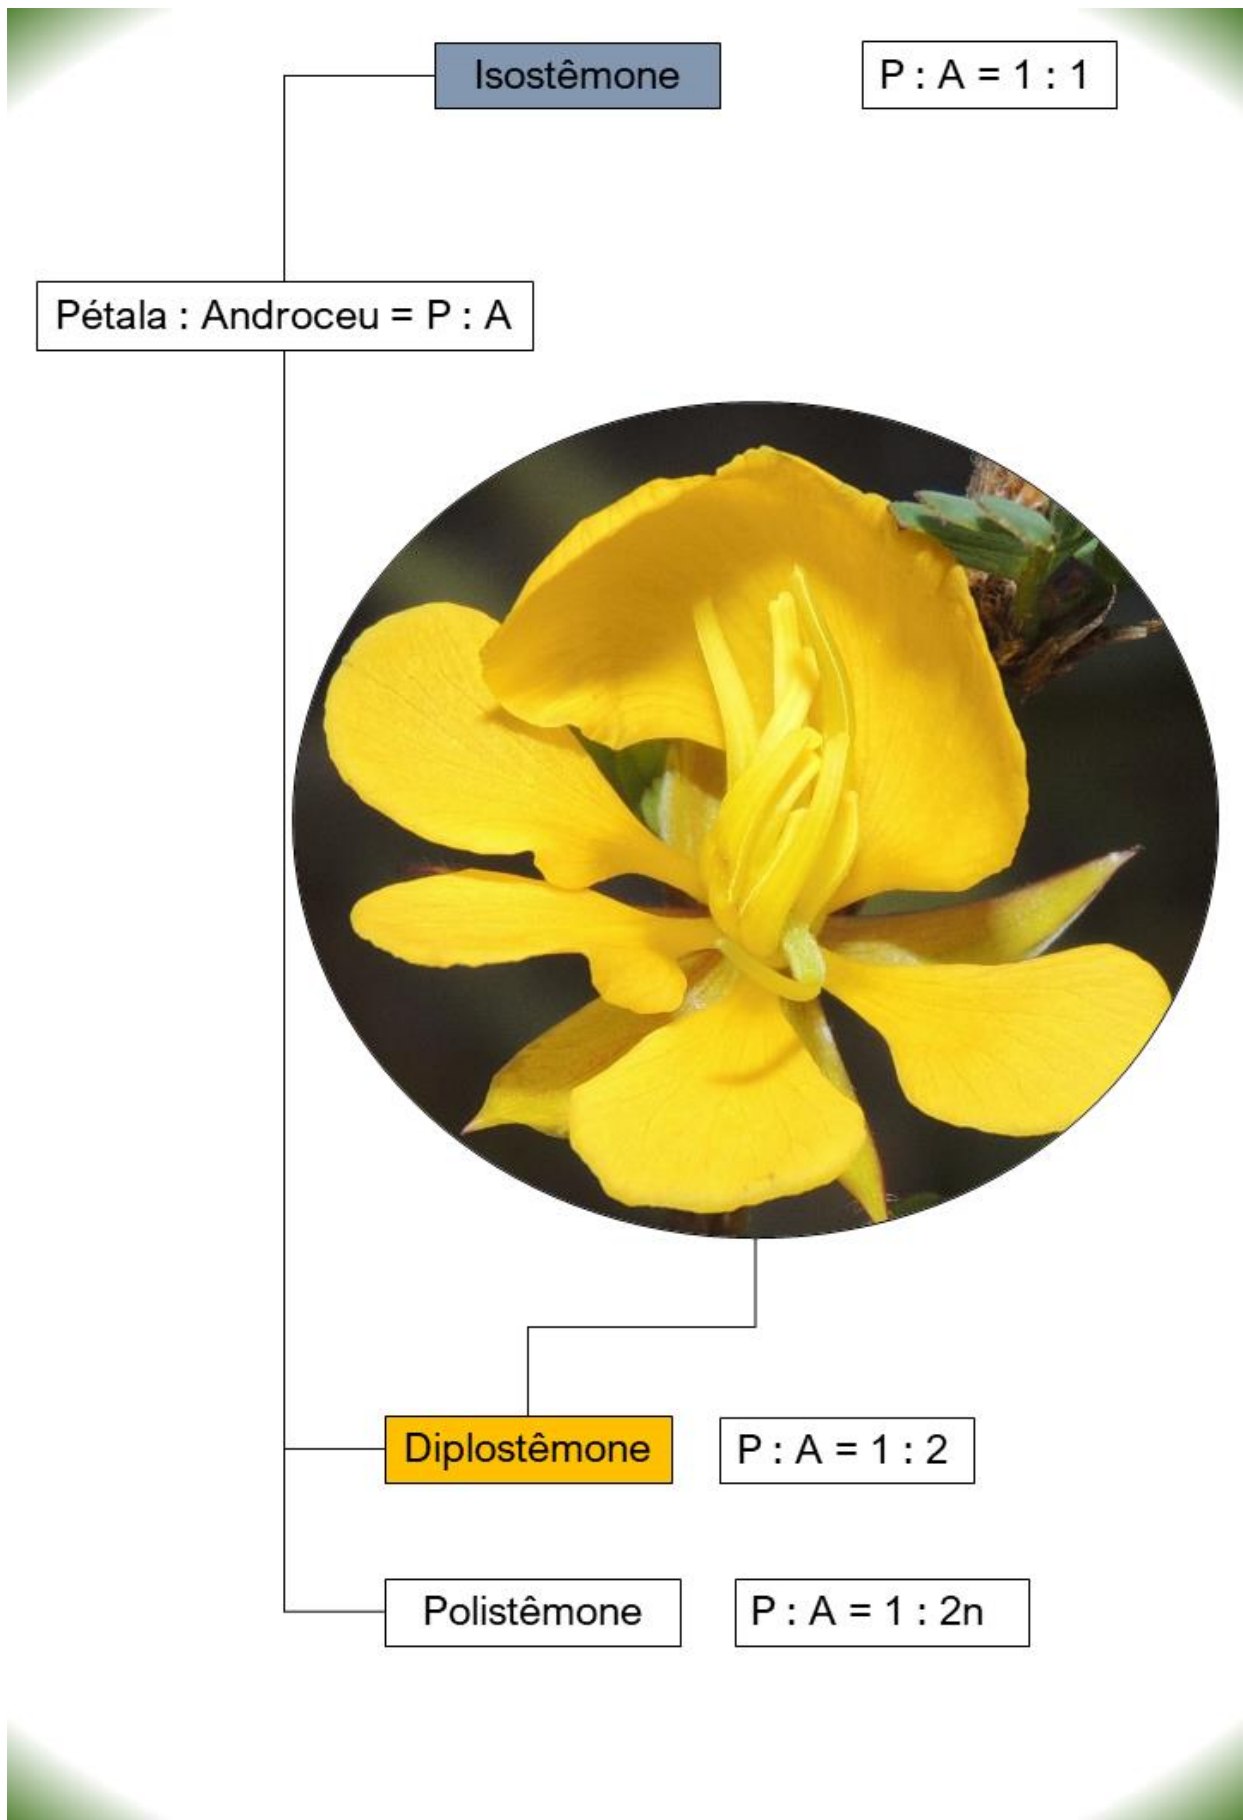 Isostêmone
P : A = 1 : 1
Pétala : Androceu = P : A
Diplostêmone
P : A = 1 : 2
Polistêmone
P : A = 1 : 2n